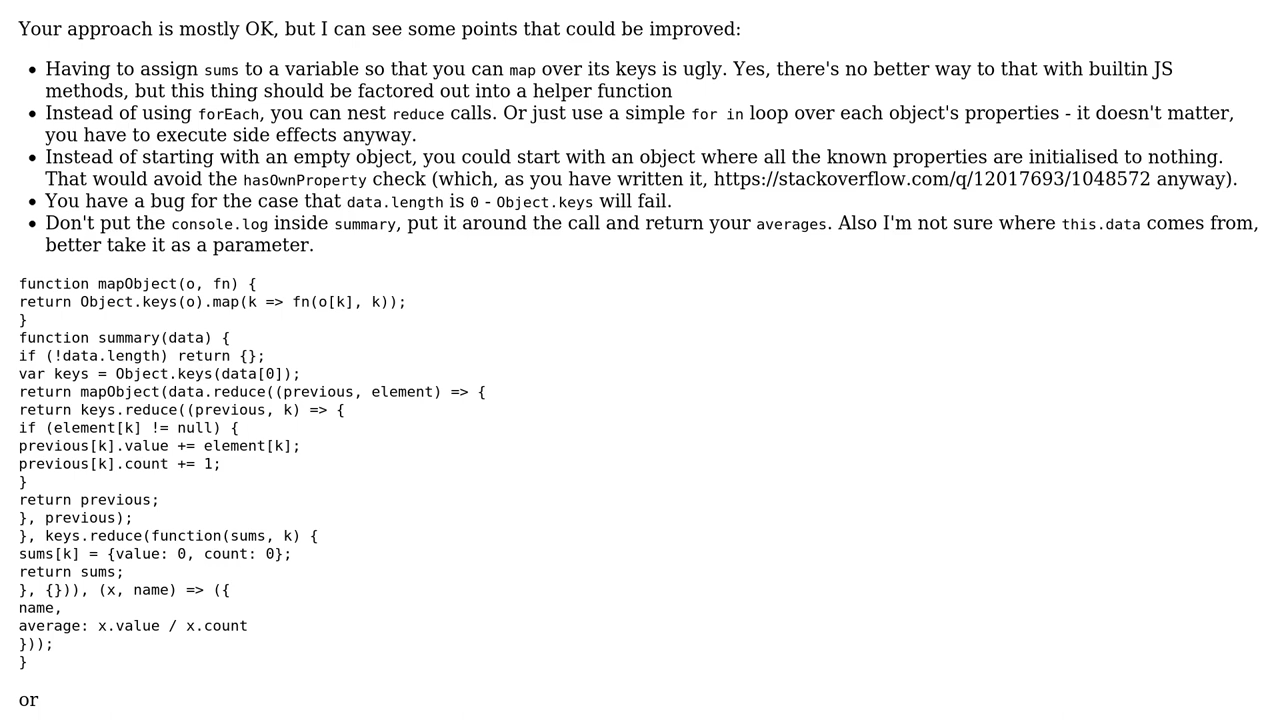 Your approach is mostly OK, but I can see some points that could be improved:
• Having to assign sums to a variable so that you can map over its keys is ugly. Yes, there's no better way to that with builtin JS
methods, but this thing should be factored out into a helper function
• Instead of using forEach, you can nest reduce calls. Or just use a simple for in loop over each object's properties - it doesn't matter,
you have to execute side effects anyway.
• Instead of starting with an empty object, you could start with an object where all the known properties are initialised to nothing.
That would avoid the hasOwnProperty check (which, as you have written it, https://stackoverflow.com/q/12017693/1048572 anyway).
• You have a bug for the case that data.length is 0 - Object.keys will fail.
• Don't put the console.log inside summary, put it around the call and return your averages. Also I'm not sure where this.data comes from,
better take it as a parameter.
function mapObject(o, fn) {
return Object.keys(o).map(k => fn(o[k], k));
}
function summary(data) {
if (!data.length) return {};
var keys = Object.keys(data[0]);
return mapObject(data.reduce((previous, element) => {
return keys.reduce((previous, k) => {
if (element[k] != null) {
previous[k].value += element[k];
previous[k].count += 1;
}
return previous;
}, previous);
}, keys.reduce(function(sums, k) {
sums[k] = {value: 0, count: 0};
return sums;
}, {})), (x, name) => ({
name,
average: x.value / x.count
}));
}
or